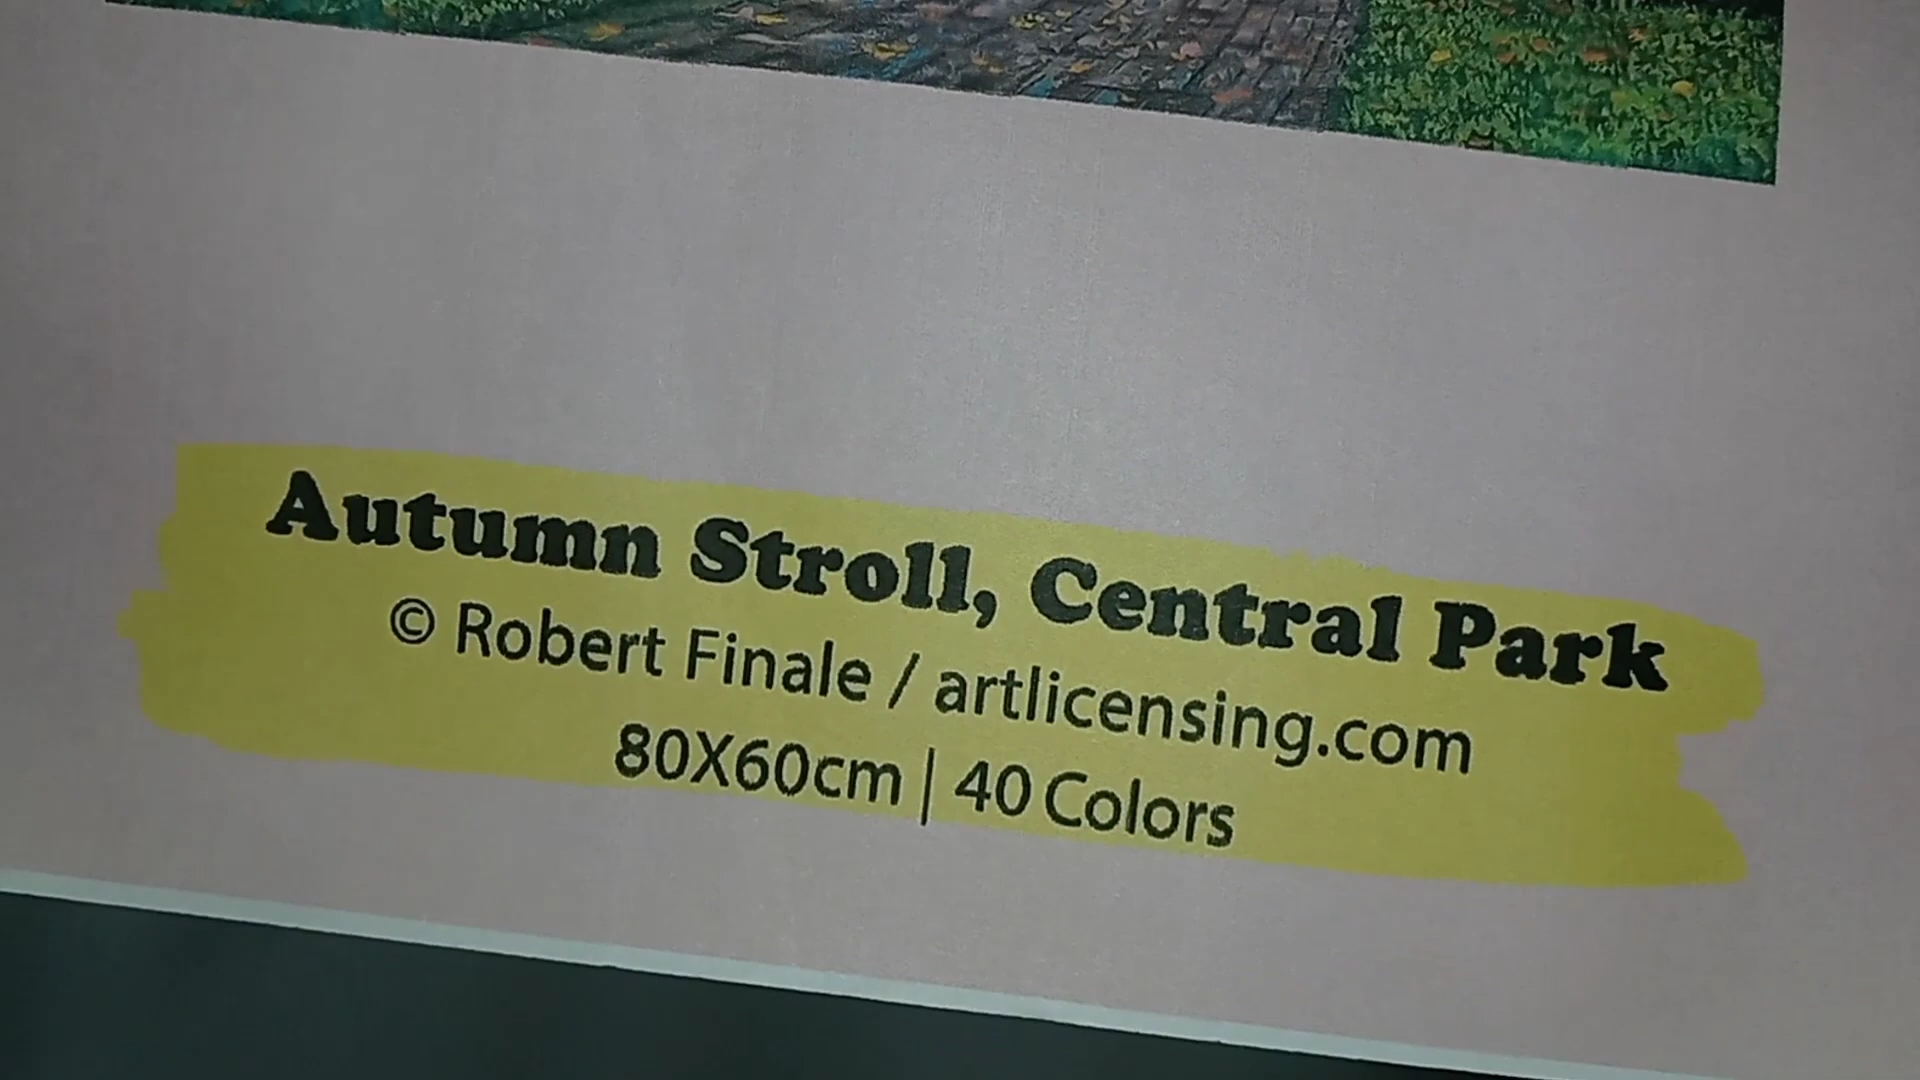 Autumn Stroll, Central Park
© Robert Finale / artlicensing.com
80X60cm | 40 Colors